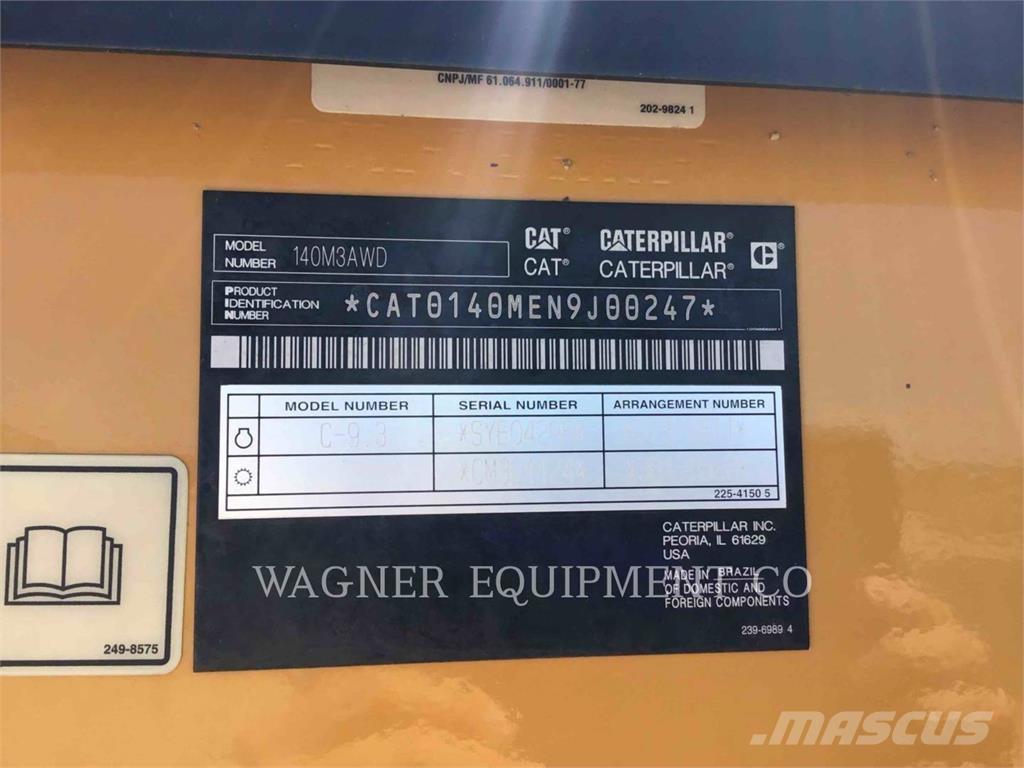 CNPJ/MF 61.064.911/0001-77
202-9824 1
MODEL NUMBER 140M3AWD
CAT® CATERPILLAR®
CAT® CATERPILLAR®
PRODUCT IDENTIFICATION NUMBER *CAT0140MEN9J00247*
MODEL NUMBER SERIAL NUMBER ARRANGEMENT NUMBER
C-9.3
225-4150 5
CATERPILLAR INC.
PEORIA, IL 61629
USA
MADE IN BRAZIL
OF DOMESTIC AND
FOREIGN COMPONENTS
239-6989 4
249-8575
WAGNER EQUIPMENT CO
MASCUS